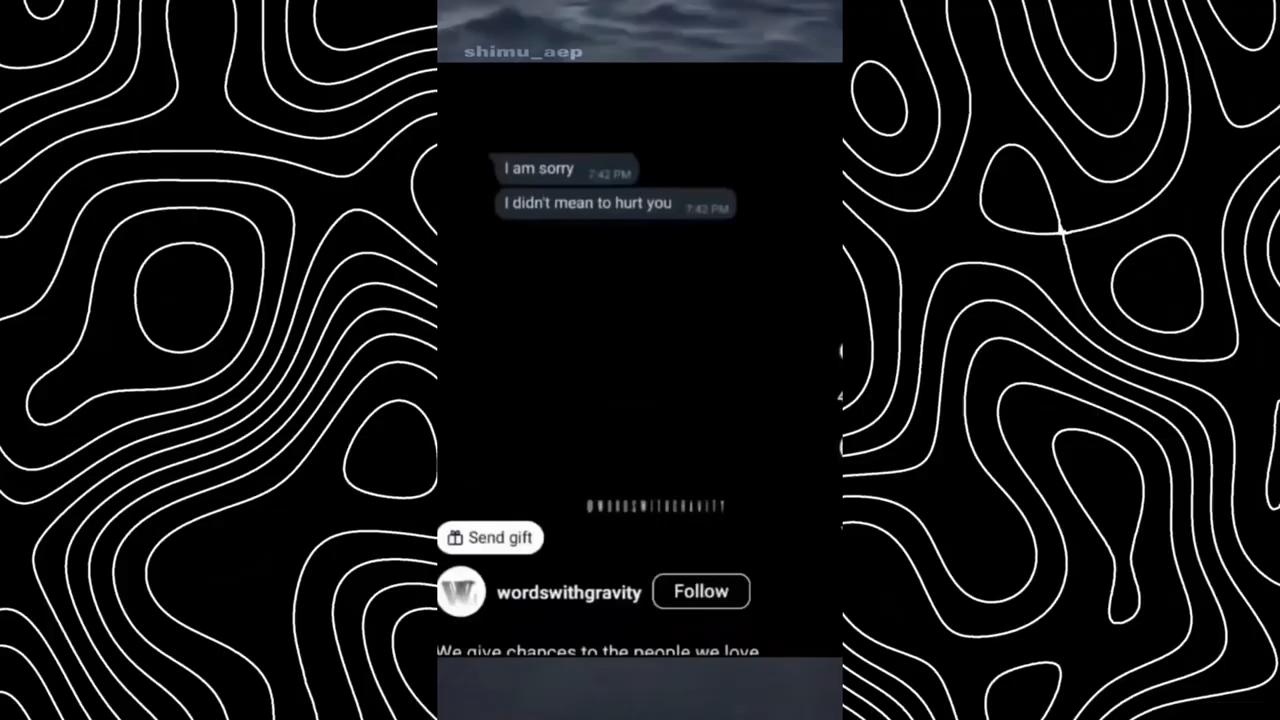 shimu_aep
I am sorry 7:42 PM
I didn't mean to hurt you 7:42 PM
@WORDSWITHGRAVITY
Send gift
wordswithgravity Follow
We give chances to the people we love